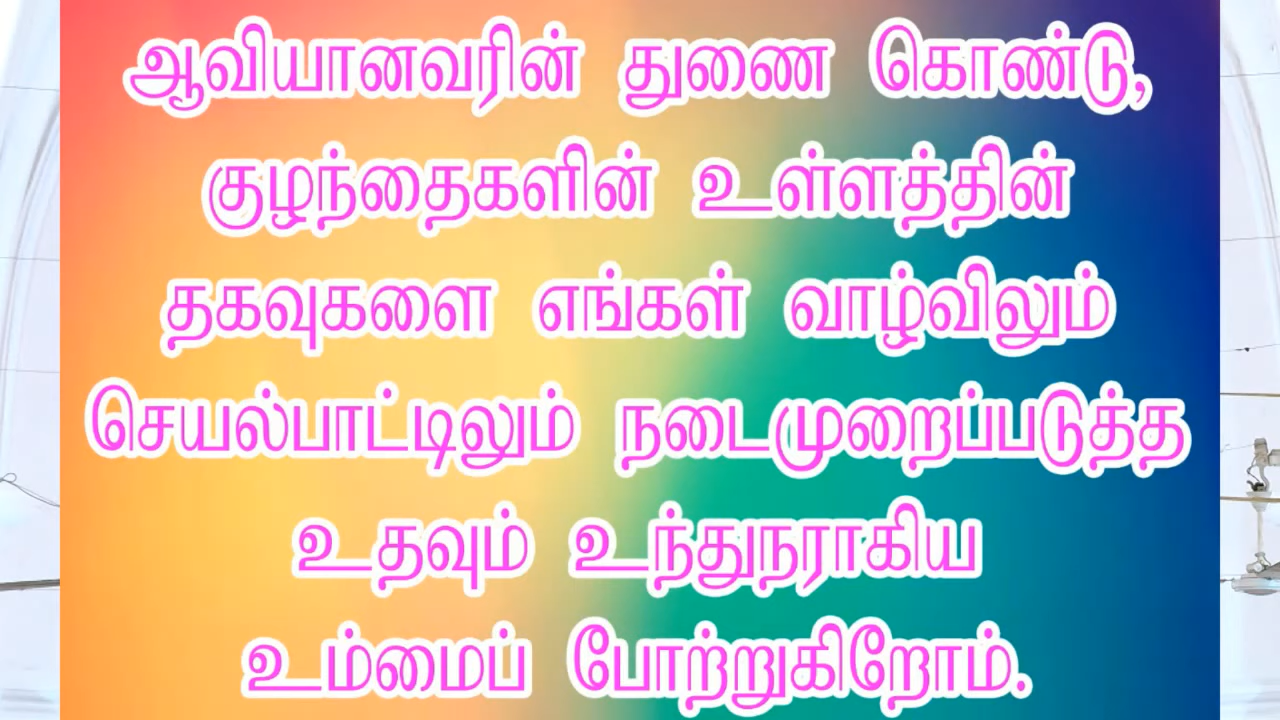 ஆவியானவரின் துணை கொண்டு,
குழந்தைகளின் உள்ளத்தின்
தகவுகளை எங்கள் வாழ்விலும்
செயல்பாட்டிலும் நடைமுறைப்படுத்த
உதவும் உந்துநராகிய
உம்மைப் போற்றுகிறோம்.